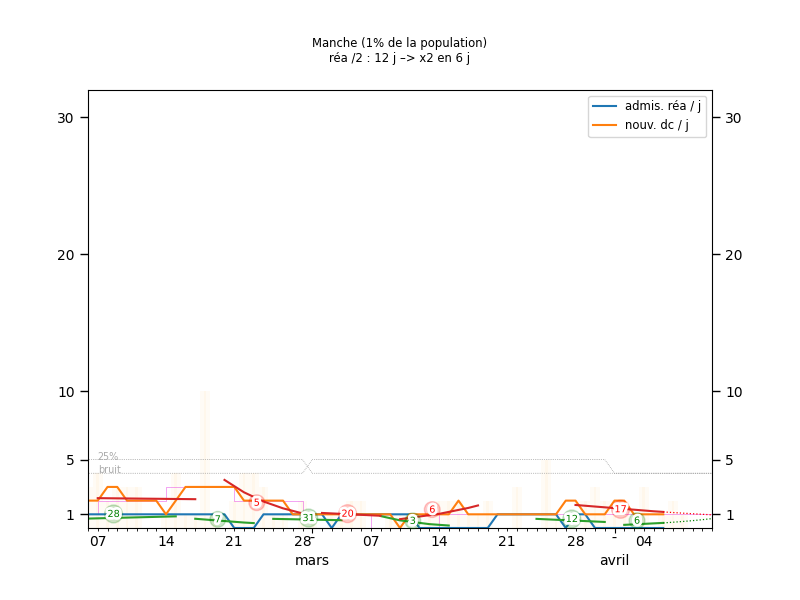 Manche (1% de la population)
réa /2 : 12 j –> x2 en 6 j
admis. réa / j
nouv. dc / j
30 30
20 20
10 10
5 5
25%
bruit
1 1
28 7 5 31 20 3 6 12 17 6
07 14 21 28 07 14 21 28 04
mars avril